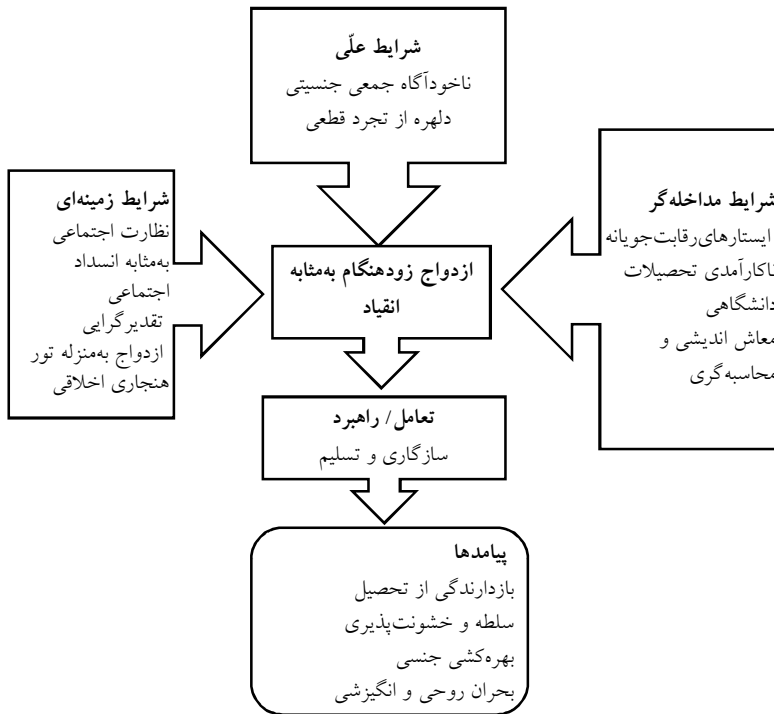 شرایط علّی
ناخودآگاه جمعی جنسیتی
دلهره از تجرد قطعی
شرایط مداخله‌گر
ایستارهای‌رقابت‌جویانه
ناکارآمدی تحصیلات
دانشگاهی
معاش اندیشی و
محاسبه‌گری
شرایط زمینه‌ای
نظارت اجتماعی
به‌مثابه انسداد
اجتماعی
تقدیرگرایی
ازدواج به‌منزله تور
هنجاری اخلاقی
ازدواج زودهنگام به‌مثابه
انقیاد
تعامل/ راهبرد
سازگاری و تسلیم
پیامدها
بازدارندگی از تحصیل
سلطه و خشونت‌پذیری
بهره‌کشی جنسی
بحران روحی و انگیزشی